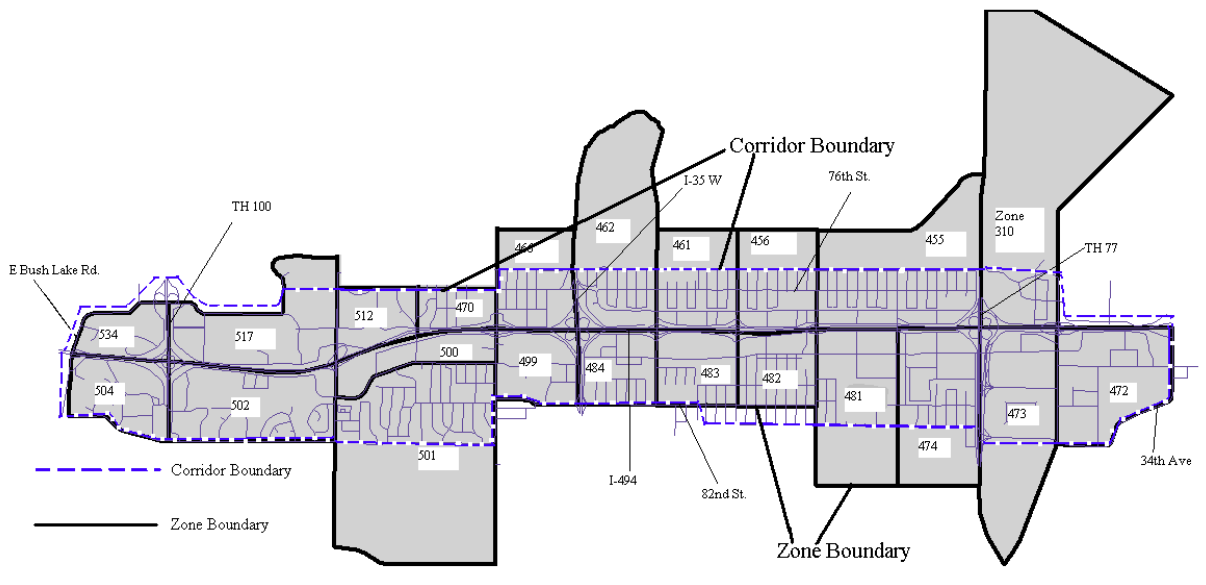 Corridor Boundary
I-35 W
76th St.
TH 100
462
461
456
455
Zone
310
466
TH 77
E Bush Lake Rd.
512
470
534
517
500
499
484
483
482
481
504
502
473
472
501
474
Corridor Boundary
I-494
82nd St.
34th Ave
Zone Boundary
Zone Boundary